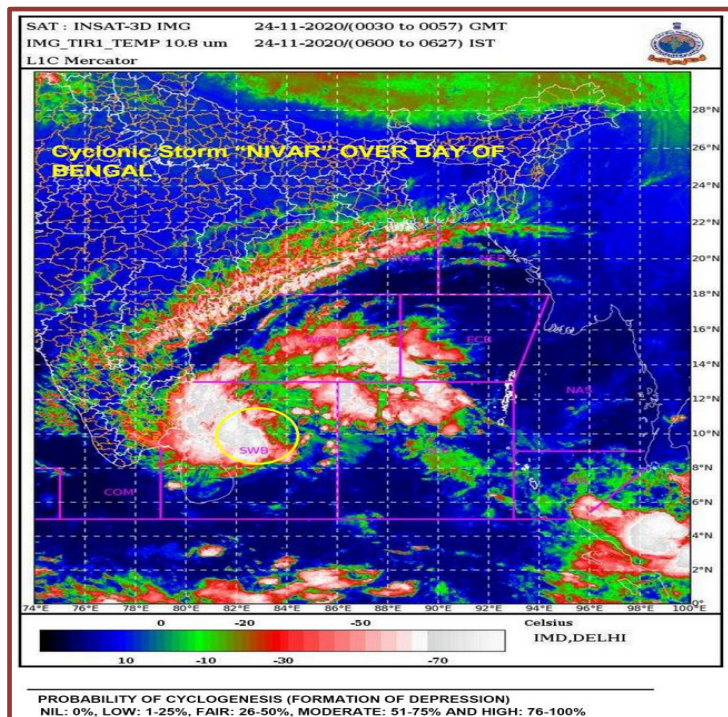 SAT : INSAT-3D IMG 24-11-2020/(0030 to 0057) GMT
IMG_TIR1_TEMP 10.8 um 24-11-2020/(0600 to 0627) IST
L1C Mercator
Cyclonic Storm "NIVAR" OVER BAY OF
BENGAL
28°N
26°N
24°N
22°N
20°N
18°N
16°N
ECB
14°N
NAS
12°N
10°N
SWB
8°N
COM
6°N
4°N
2°N
0°
74°E 76°E 78°E 80°E 82°E 84°E 86°E 88°E 90°E 92°E 94°E 96°E 98°E 100°E
0 -20 -50 Celsius
IMD,DELHI
10 -10 -30 -70
PROBABILITY OF CYCLOGENESIS (FORMATION OF DEPRESSION)
NIL: 0%, LOW: 1-25%, FAIR: 26-50%, MODERATE: 51-75% AND HIGH: 76-100%